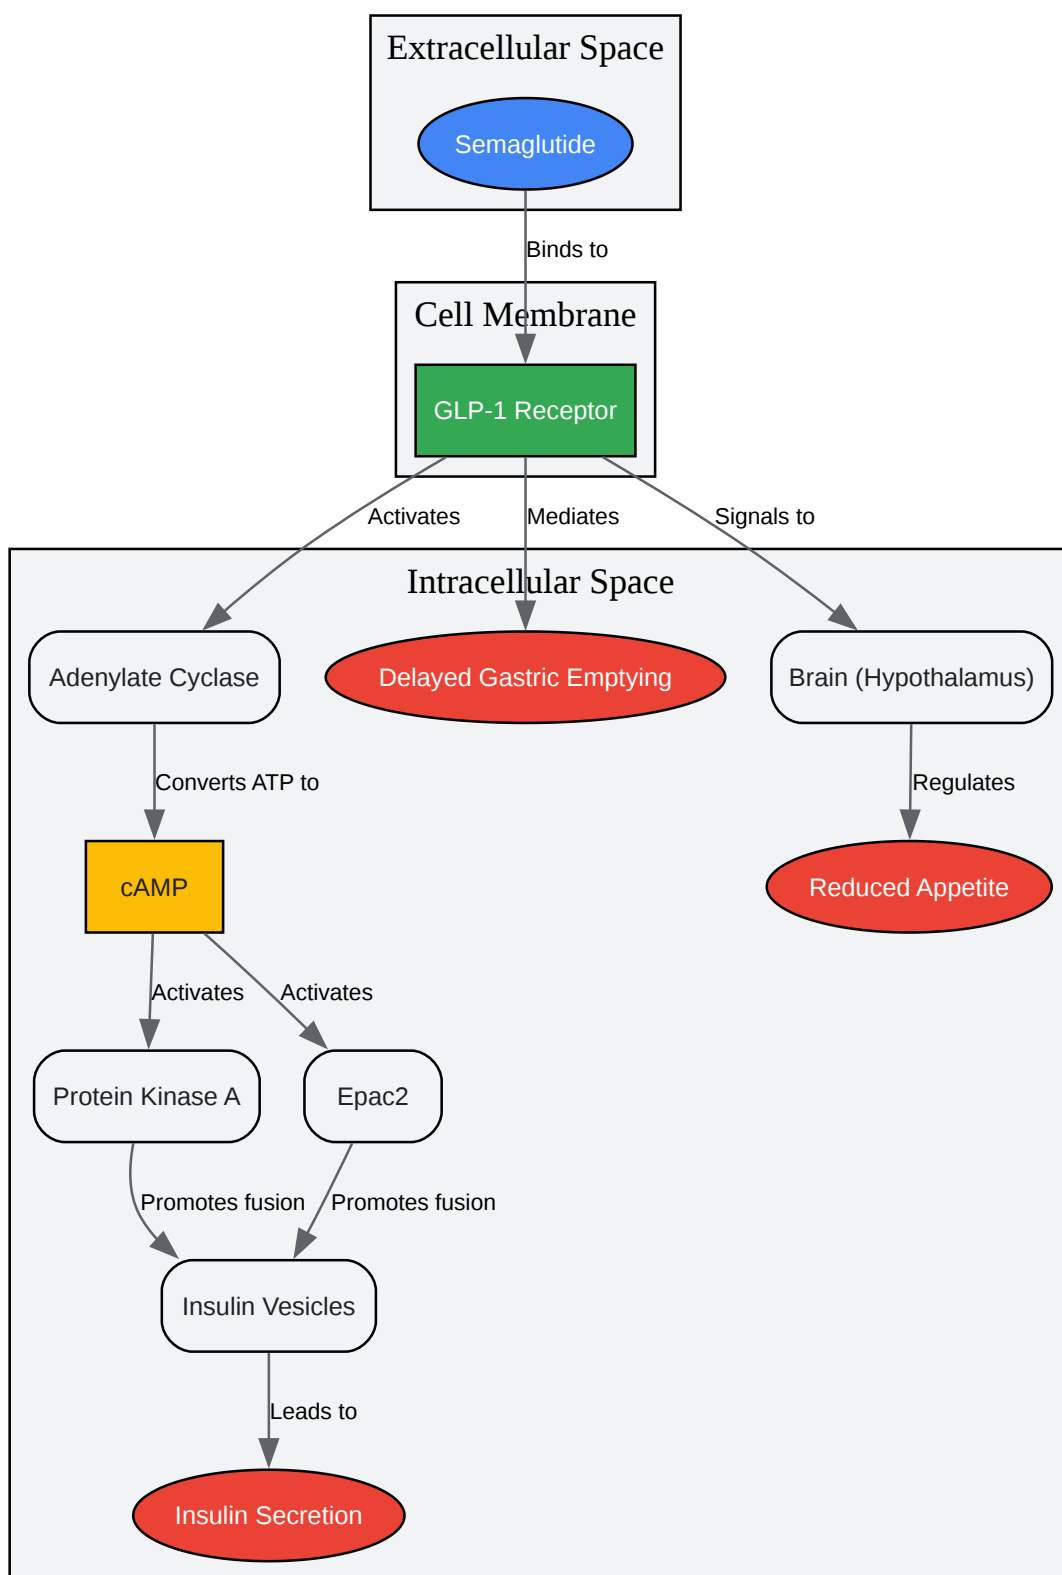 Extracellular Space
Semaglutide
Binds to
Cell Membrane
GLP-1 Receptor
Activates
Mediates
Signals to
Intracellular Space
Adenylate Cyclase
Delayed Gastric Emptying
Brain (Hypothalamus)
Converts ATP to
Regulates
cAMP
Reduced Appetite
Activates
Activates
Protein Kinase A
Epac2
Promotes fusion
Promotes fusion
Insulin Vesicles
Leads to
Insulin Secretion